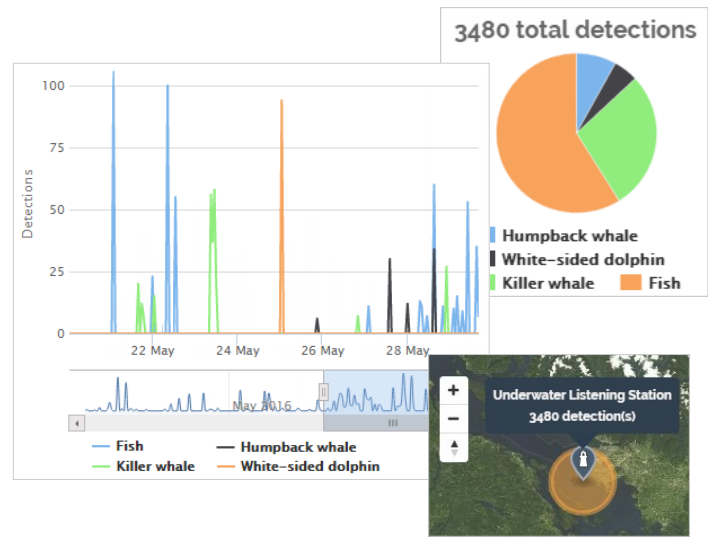 3480 total detections
Humpback whale
White-sided dolphin
Killer whale Fish
100
75
50
25
0
Detections
22 May 24 May 26 May 28 May
May 2016
Fish Humpback whale
Killer whale White-sided dolphin
+
−
Underwater Listening Station
3480 detection(s)